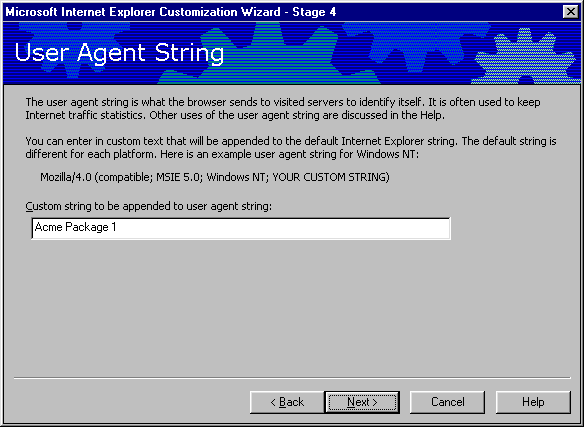 Microsoft Internet Explorer Customization Wizard - Stage 4
User Agent String
The user agent string is what the browser sends to visited servers to identify itself. It is often used to keep
Internet traffic statistics. Other uses of the user agent string are discussed in the Help.
You can enter in custom text that will be appended to the default Internet Explorer string. The default string is
different for each platform. Here is an example user agent string for Windows NT:
Mozilla/4.0 (compatible; MSIE 5.0; Windows NT; YOUR CUSTOM STRING)
Custom string to be appended to user agent string:
Acme Package 1
< Back
Next >
Cancel
Help